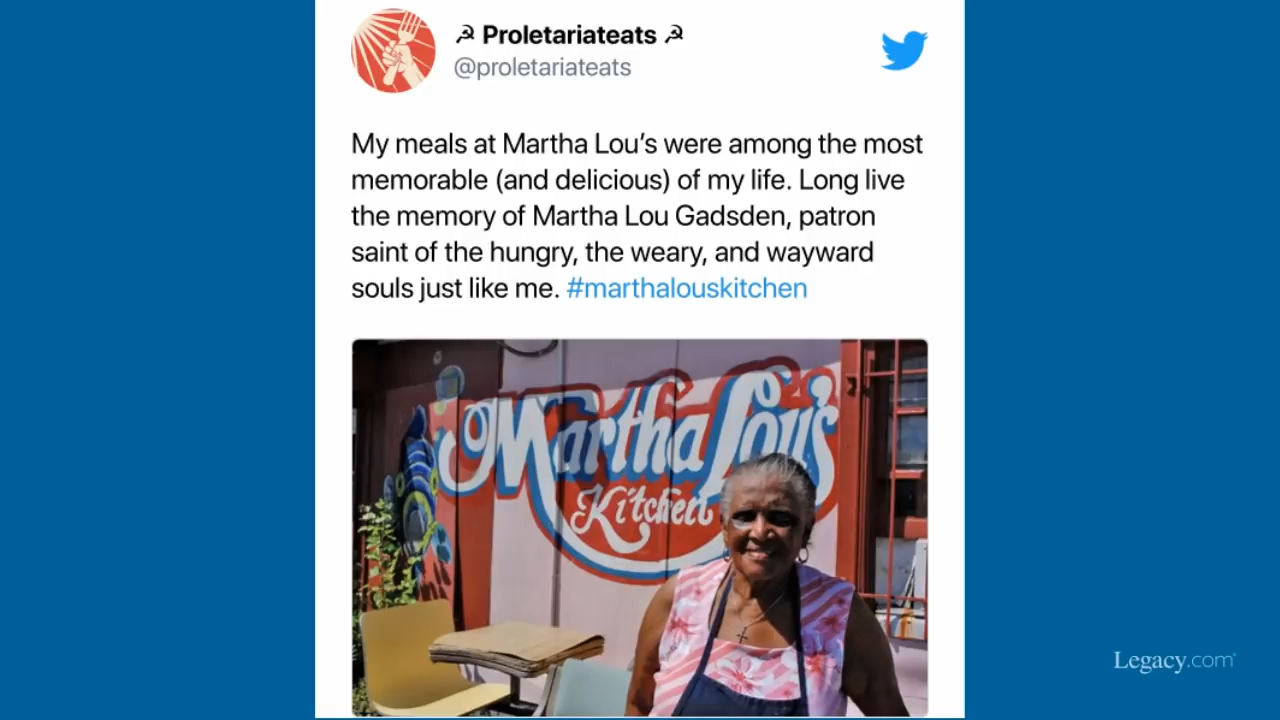 ☭ Proletariateats ☭
@proletariateats
My meals at Martha Lou’s were among the most
memorable (and delicious) of my life. Long live
the memory of Martha Lou Gadsden, patron
saint of the hungry, the weary, and wayward
souls just like me. #marthalouskitchen
Martha Lou's
Kitchen
Legacy.com